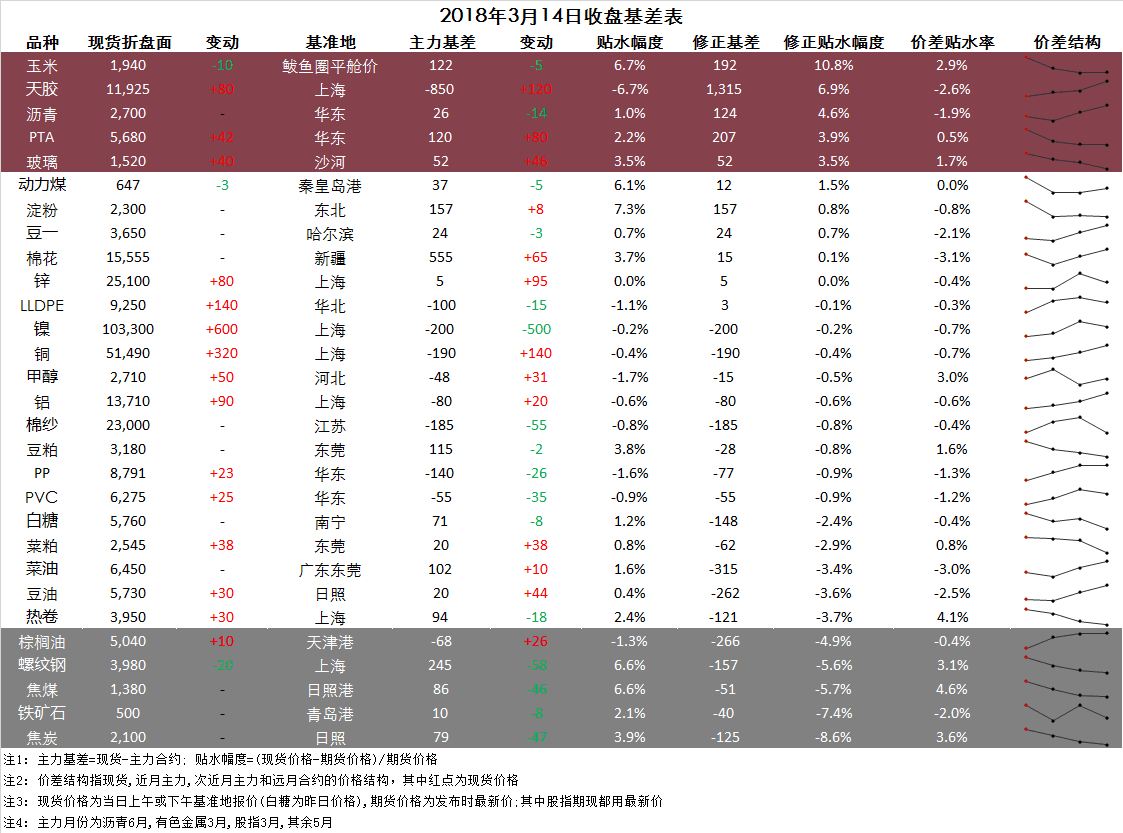 2018年3月14日收盘基差表
品种 现货折盘面 变动 基准地 主力基差 变动 贴水幅度 修正基差 修正贴水幅度 价差贴水率 价差结构
玉米 1,940 -10 鲅鱼圈平舱价 122 -5 6.7% 192 10.8% 2.9%
天胶 11,925 +80 上海 -850 +120 -6.7% 1,315 6.9% -2.6%
沥青 2,700 - 华东 26 -14 1.0% 124 4.6% -1.9%
PTA 5,680 +42 华东 120 +80 2.2% 207 3.9% 0.5%
玻璃 1,520 +40 沙河 52 +46 3.5% 52 3.5% 1.7%
动力煤 647 -3 秦皇岛港 37 -5 6.1% 12 1.5% 0.0%
淀粉 2,300 - 东北 157 +8 7.3% 157 0.8% -0.8%
豆一 3,650 - 哈尔滨 24 -3 0.7% 24 0.7% -2.1%
棉花 15,555 - 新疆 555 +65 3.7% 15 0.1% -3.1%
锌 25,100 +80 上海 5 +95 0.0% 5 0.0% -0.4%
LLDPE 9,250 +140 华北 -100 -15 -1.1% 3 -0.1% -0.3%
镍 103,300 +600 上海 -200 -500 -0.2% -200 -0.2% -0.7%
铜 51,490 +320 上海 -190 +140 -0.4% -190 -0.4% -0.7%
甲醇 2,710 +50 河北 -48 +31 -1.7% -15 -0.5% 3.0%
铝 13,710 +90 上海 -80 +20 -0.6% -80 -0.6% -0.6%
棉纱 23,000 - 江苏 -185 -55 -0.8% -185 -0.8% -0.4%
豆粕 3,180 - 东莞 115 -2 3.8% -28 -0.8% 1.6%
PP 8,791 +23 华东 -140 -26 -1.6% -77 -0.9% -1.3%
PVC 6,275 +25 华东 -55 -35 -0.9% -55 -0.9% -1.2%
白糖 5,760 - 南宁 71 -8 1.2% -148 -2.4% -0.4%
菜粕 2,545 +38 东莞 20 +38 0.8% -62 -2.9% 0.8%
菜油 6,450 - 广东东莞 102 +10 1.6% -315 -3.4% -3.0%
豆油 5,730 +30 日照 20 +44 0.4% -262 -3.6% -2.5%
热卷 3,950 +30 上海 94 -18 2.4% -121 -3.7% 4.1%
棕榈油 5,040 +10 天津港 -68 +26 -1.3% -266 -4.9% -0.4%
螺纹钢 3,980 -20 上海 245 -58 6.6% -157 -5.6% 3.1%
焦煤 1,380 - 日照港 86 -46 6.6% -51 -5.7% 4.6%
铁矿石 500 - 青岛港 10 -8 2.1% -40 -7.4% -2.0%
焦炭 2,100 - 日照 79 -47 3.9% -125 -8.6% 3.6%
注1：主力基差=现货-主力合约；贴水幅度=(现货价格-期货价格)/期货价格
注2：价差结构指现货,近月主力,次近月主力和远月合约的价格结构，其中红点为现货价格
注3：现货价格为当日上午或下午基准地报价(白糖为昨日价格),期货价格为发布时最新价;其中股指期现都用最新价
注4：主力月份为沥青6月,有色金属3月,股指3月,其余5月